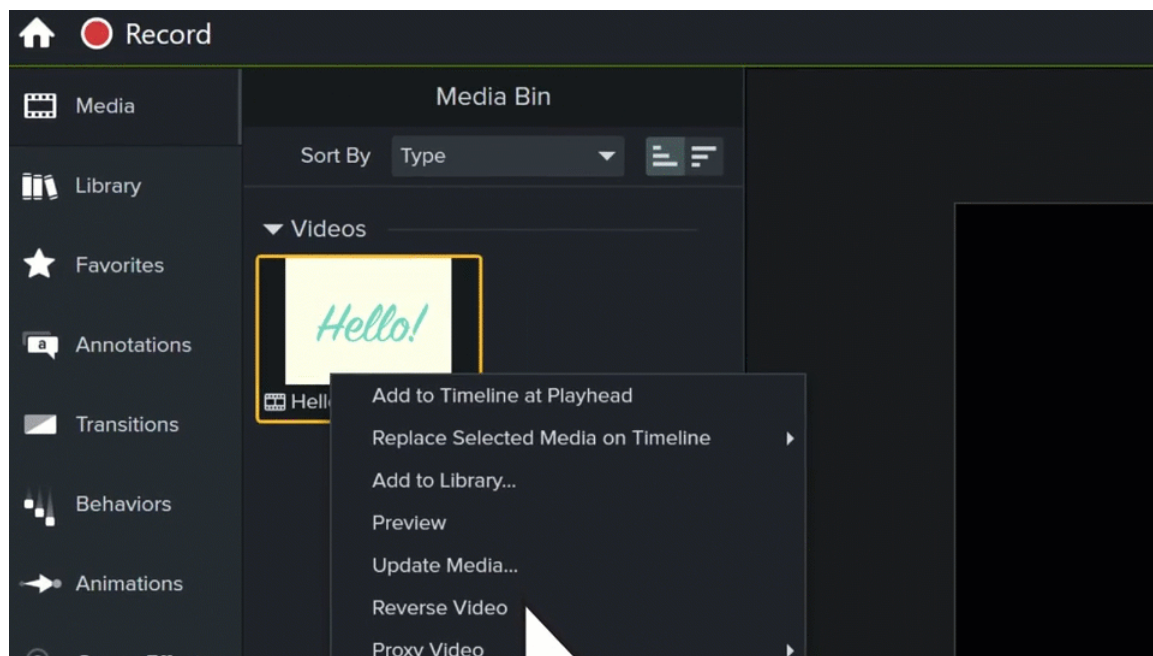 Record
Media
Media Bin
Sort By Type
Library
Videos
Favorites
Hello!
a Annotations
Add to Timeline at Playhead
Replace Selected Media on Timeline
Transitions
Add to Library...
Behaviors
Preview
Update Media...
Animations
Reverse Video
Proxy Video